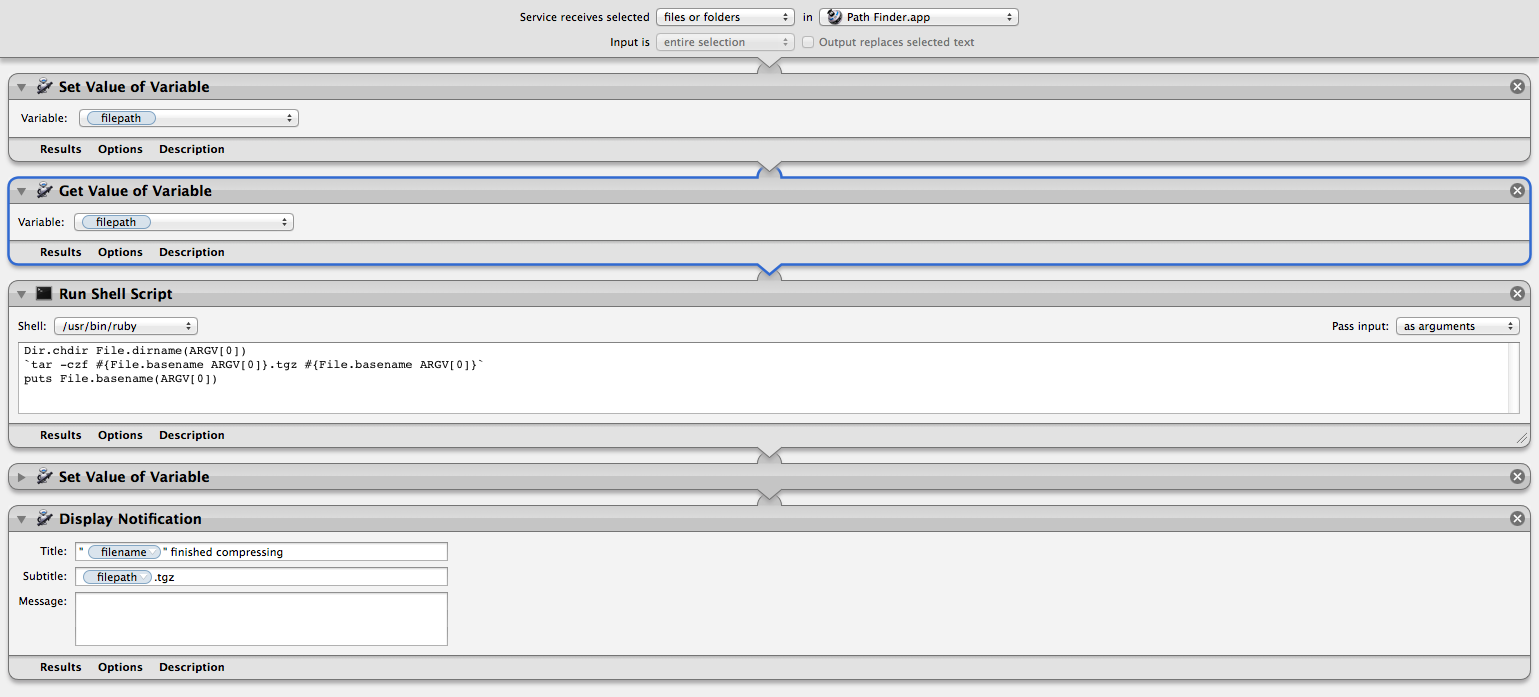 Service receives selected files or folders in Path Finder.app
Input is entire selection Output replaces selected text
Set Value of Variable
Variable: filepath
Results Options Description
Get Value of Variable
Variable: filepath
Results Options Description
Run Shell Script
Shell: /usr/bin/ruby Pass input: as arguments
Dir.chdir File.dirname(ARGV[0])
`tar -czf #{File.basename ARGV[0]}.tgz #{File.basename ARGV[0]}`
puts File.basename(ARGV[0])
Results Options Description
Set Value of Variable
Display Notification
Title: " filename " finished compressing
Subtitle: filepath .tgz
Message:
Results Options Description